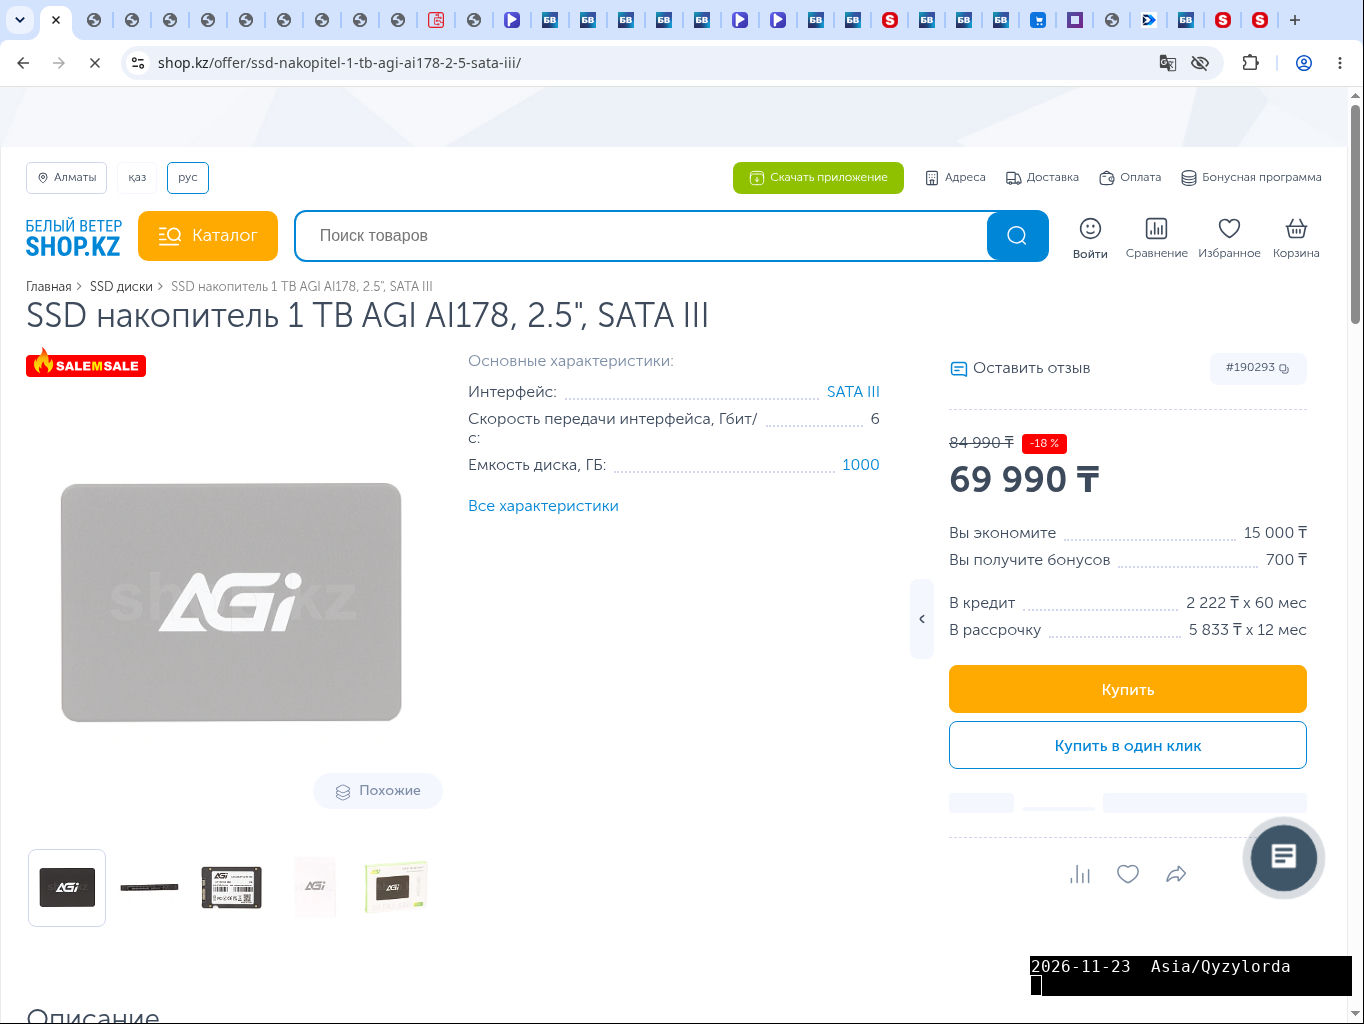 shop.kz/offer/ssd-nakopitel-1-tb-agi-ai178-2-5-sata-iii/
Алматы
қаз
рус
Скачать приложение
Адреса
Доставка
Оплата
Бонусная программа
БЕЛЫЙ ВЕТЕР
SHOP.KZ
Каталог
Поиск товаров
Войти
Сравнение
Избранное
Корзина
Главная > SSD диски > SSD накопитель 1 TB AGI AI178, 2.5", SATA III
SSD накопитель 1 TB AGI AI178, 2.5", SATA III
SALEMSALE
Основные характеристики:
Интерфейс: SATA III
Скорость передачи интерфейса, Гбит/
с: 6
Емкость диска, ГБ: 1000
Все характеристики
AGI
Похожие
Оставить отзыв
#190293
84 990 ₸ -18 %
69 990 ₸
Вы экономите 15 000 ₸
Вы получите бонусов 700 ₸
В кредит 2 222 ₸ x 60 мес
В рассрочку 5 833 ₸ x 12 мес
Купить
Купить в один клик
2026-11-23 Asia/Qyzylorda
Описание